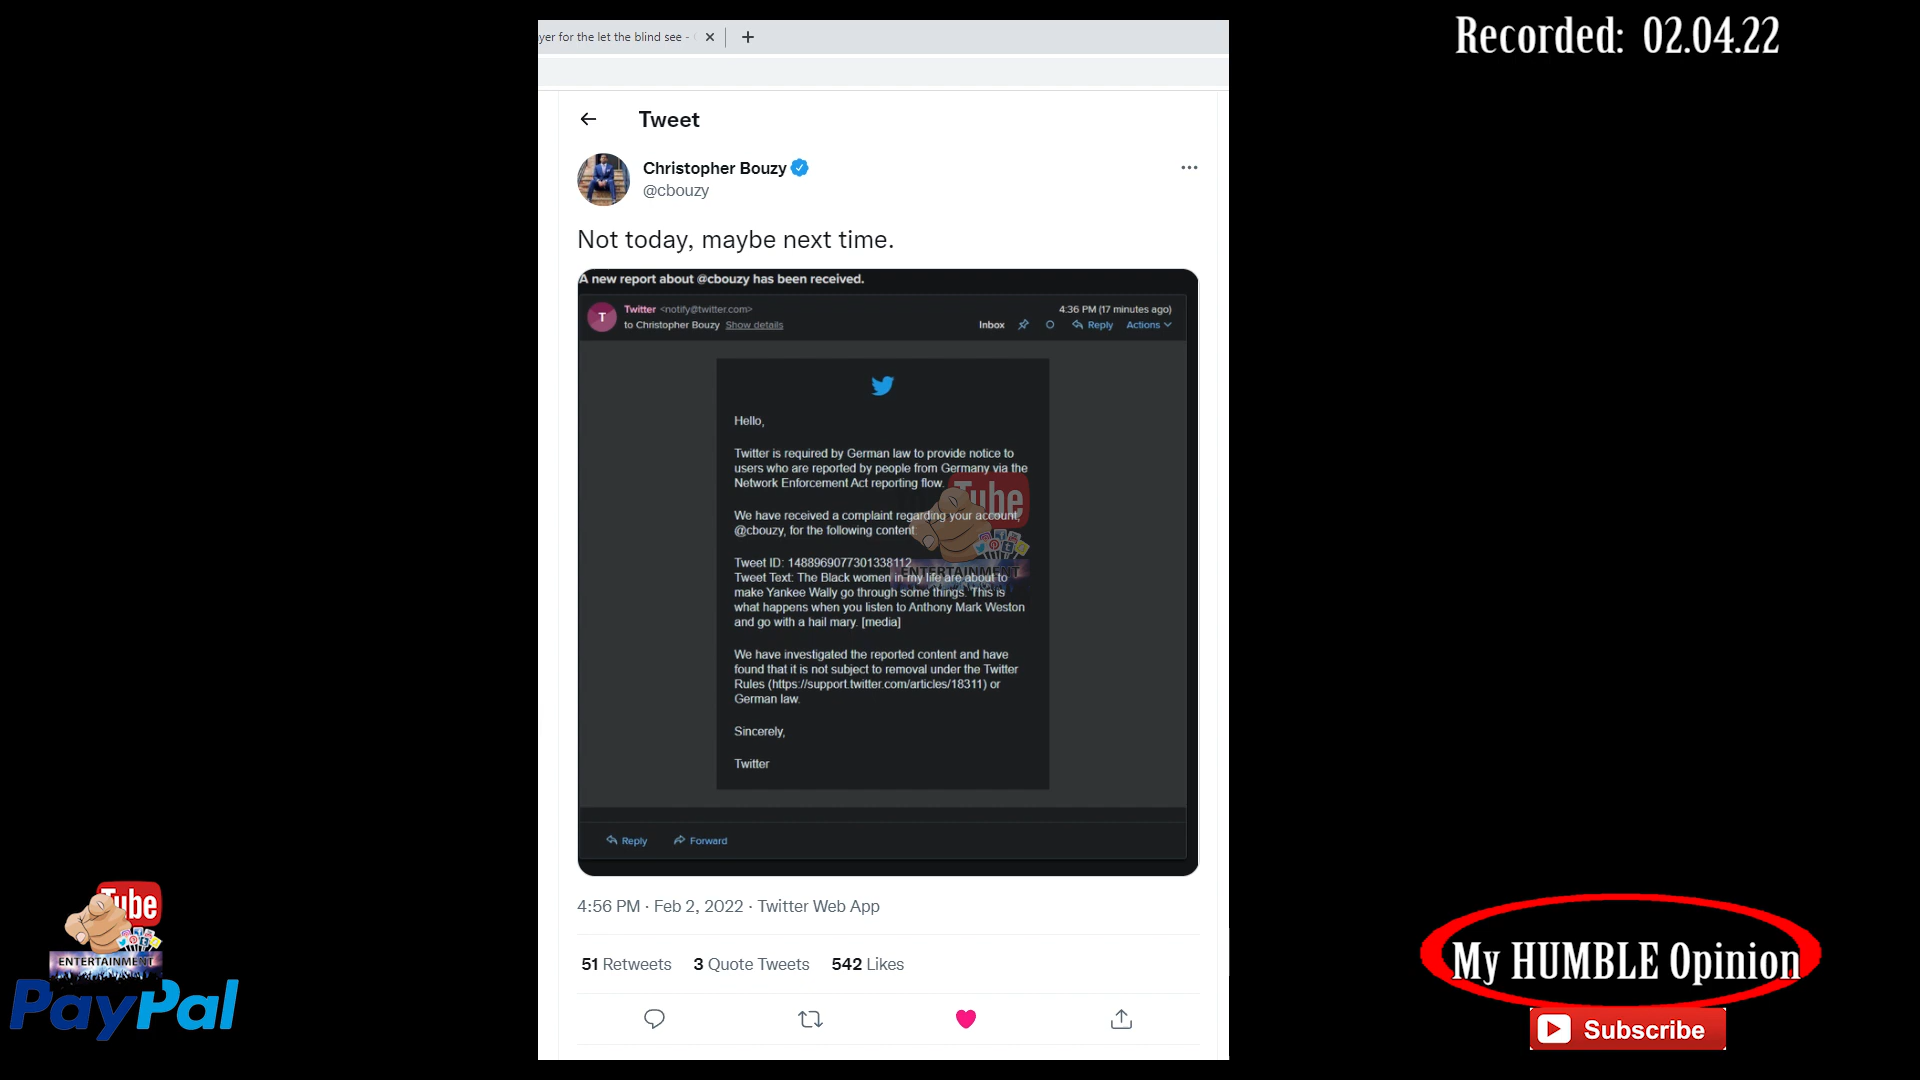 Recorded: 02.04.22
yer for the let the blind see -
Tweet
Christopher Bouzy
@cbouzy
Not today, maybe next time.
A new report about @cbouzy has been received.
T
Twitter <notify@twitter.com>
4:36 PM (17 minutes ago)
to Christopher Bouzy Show details
Inbox
Reply
Actions
Hello,
Twitter is required by German law to provide notice to
users who are reported by people from Germany via the
Network Enforcement Act reporting flow.
We have received a complaint regarding your account,
@cbouzy, for the following content:
Tweet ID: 1488969077301338112
Tweet Text: The Black women in my life are about to
make Yankee Wally go through some things. This is
what happens when you listen to Anthony Mark Weston
and go with a hail mary. [media]
We have investigated the reported content and have
found that it is not subject to removal under the Twitter
Rules (https://support.twitter.com/articles/18311) or
German law.
Sincerely,
Twitter
Tube
ENTERTAINMENT
Reply
Forward
4:56 PM · Feb 2, 2022 · Twitter Web App
51 Retweets 3 Quote Tweets 542 Likes
Tube
ENTERTAINMENT
PayPal
My HUMBLE Opinion
Subscribe